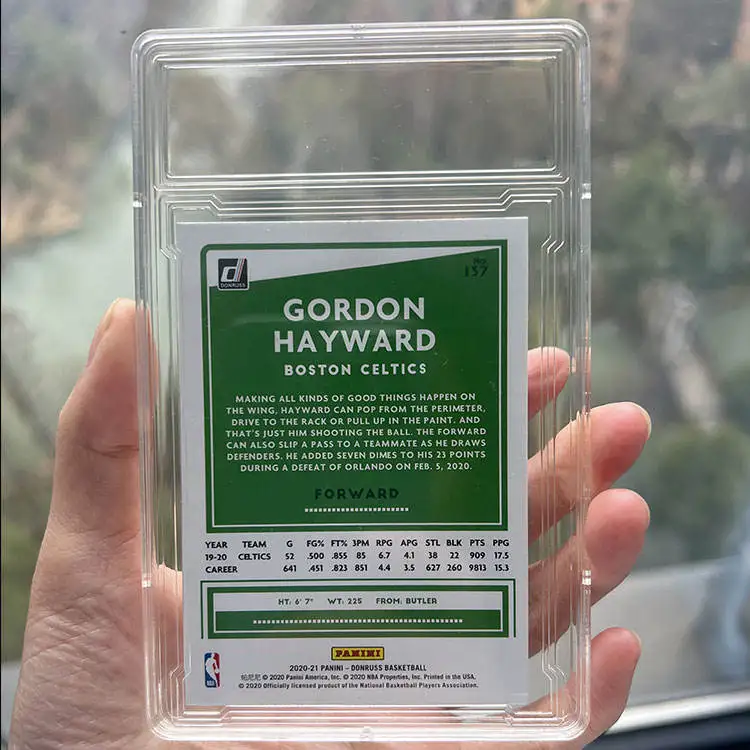 No.
137
DONRUSS
GORDON
HAYWARD
BOSTON CELTICS
MAKING ALL KINDS OF GOOD THINGS HAPPEN ON
THE WING, HAYWARD CAN POP FROM THE PERIMETER,
DRIVE TO THE RACK OR PULL UP IN THE PAINT. AND
THAT'S JUST HIM SHOOTING THE BALL. THE FORWARD
CAN ALSO SLIP A PASS TO A TEAMMATE AS HE DRAWS
DEFENDERS. HE ADDED SEVEN DIMES TO HIS 23 POINTS
DURING A DEFEAT OF ORLANDO ON FEB. 5, 2020.
FORWARD
YEAR TEAM G FG% FT% 3PM RPG APG STL BLK PTS PPG
19-20 CELTICS 52 .500 .855 85 6.7 4.1 38 22 909 17.5
CAREER 641 .451 .823 851 4.4 3.5 627 260 9813 15.3
HT: 6' 7" WT: 225 FROM: BUTLER
PANINI
2020-21 PANINI – DONRUSS BASKETBALL
帕尼尼 © 2020 Panini America, Inc. © 2020 NBA Properties, Inc. Printed in the USA.
© 2020 Officially licensed product of the National Basketball Players Association.
NBA